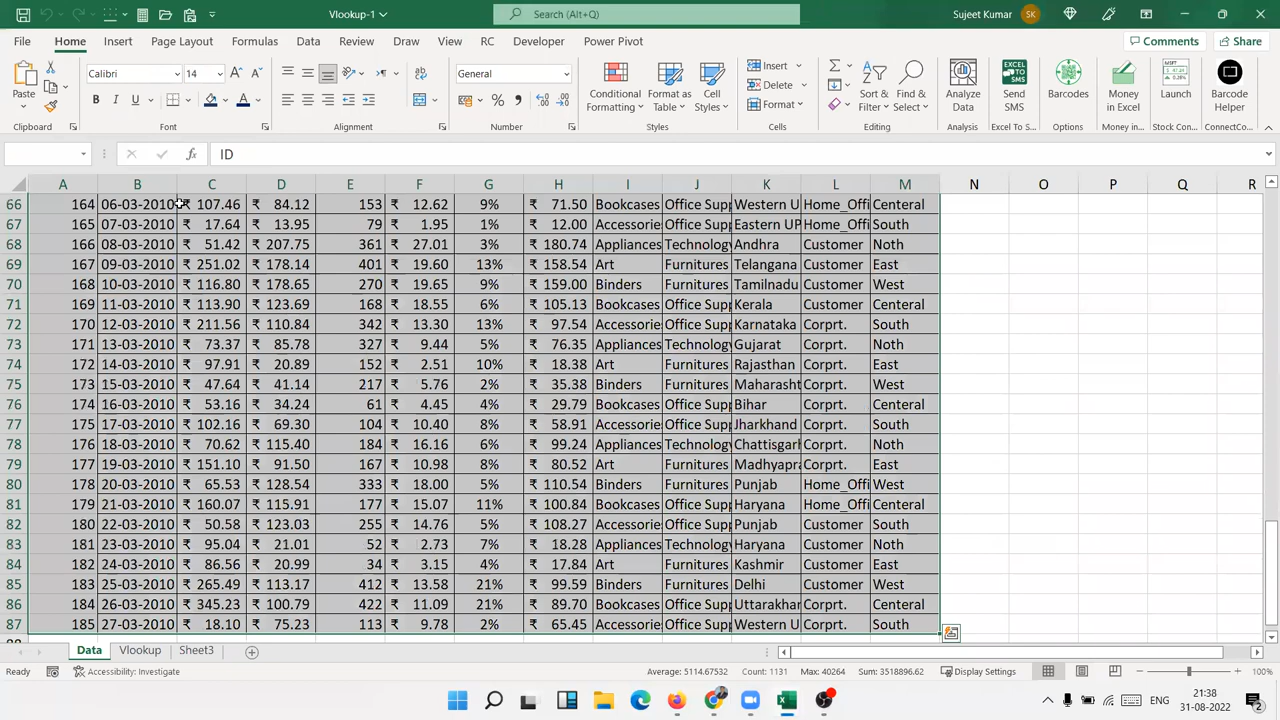 Vlookup-1
Search (Alt+Q)
Sujeet Kumar
SK
File Home Insert Page Layout Formulas Data Review Draw View RC Developer Power Pivot
Comments Share
Calibri 14 General
Paste B I U
Conditional Formatting
Format as Table
Cell Styles
Insert
Delete
Format
Sort & Filter
Find & Select
Analyze Data
Send SMS
Barcodes
Money in Excel
Launch
Barcode Helper
Clipboard Font Alignment Number Styles Cells Editing Analysis Excel To S... Options Money in... Stock Con... ConnectCo...
fx ID
A B C D E F G H I J K L M N O P Q R
66 164 06-03-2010 ₹ 107.46 ₹ 84.12 153 ₹ 12.62 9% ₹ 71.50 Bookcases Office Supp Western U Home_Offi Centeral
67 165 07-03-2010 ₹ 17.64 ₹ 13.95 79 ₹ 1.95 1% ₹ 12.00 Accessorie Office Supp Eastern UP Home_Offi South
68 166 08-03-2010 ₹ 51.42 ₹ 207.75 361 ₹ 27.01 3% ₹ 180.74 Appliances Technology Andhra Customer Noth
69 167 09-03-2010 ₹ 251.02 ₹ 178.14 401 ₹ 19.60 13% ₹ 158.54 Art Furnitures Telangana Customer East
70 168 10-03-2010 ₹ 116.80 ₹ 178.65 270 ₹ 19.65 9% ₹ 159.00 Binders Furnitures Tamilnadu Customer West
71 169 11-03-2010 ₹ 113.90 ₹ 123.69 168 ₹ 18.55 6% ₹ 105.13 Bookcases Office Supp Kerala Customer Centeral
72 170 12-03-2010 ₹ 211.56 ₹ 110.84 342 ₹ 13.30 13% ₹ 97.54 Accessorie Office Supp Karnataka Corprt. South
73 171 13-03-2010 ₹ 73.37 ₹ 85.78 327 ₹ 9.44 5% ₹ 76.35 Appliances Technology Gujarat Corprt. Noth
74 172 14-03-2010 ₹ 97.91 ₹ 20.89 152 ₹ 2.51 10% ₹ 18.38 Art Furnitures Rajasthan Corprt. East
75 173 15-03-2010 ₹ 47.64 ₹ 41.14 217 ₹ 5.76 2% ₹ 35.38 Binders Furnitures Maharasht Corprt. West
76 174 16-03-2010 ₹ 53.16 ₹ 34.24 61 ₹ 4.45 4% ₹ 29.79 Bookcases Office Supp Bihar Corprt. Centeral
77 175 17-03-2010 ₹ 102.16 ₹ 69.30 104 ₹ 10.40 8% ₹ 58.91 Accessorie Office Supp Jharkhand Corprt. South
78 176 18-03-2010 ₹ 70.62 ₹ 115.40 184 ₹ 16.16 6% ₹ 99.24 Appliances Technology Chattisgarh Corprt. Noth
79 177 19-03-2010 ₹ 151.10 ₹ 91.50 167 ₹ 10.98 8% ₹ 80.52 Art Furnitures Madhyapra Corprt. East
80 178 20-03-2010 ₹ 65.53 ₹ 128.54 333 ₹ 18.00 5% ₹ 110.54 Binders Furnitures Punjab Home_Offi West
81 179 21-03-2010 ₹ 160.07 ₹ 115.91 177 ₹ 15.07 11% ₹ 100.84 Bookcases Office Supp Haryana Home_Offi Centeral
82 180 22-03-2010 ₹ 50.58 ₹ 123.03 255 ₹ 14.76 5% ₹ 108.27 Accessorie Office Supp Punjab Customer South
83 181 23-03-2010 ₹ 95.04 ₹ 21.01 52 ₹ 2.73 7% ₹ 18.28 Appliances Technology Haryana Customer Noth
84 182 24-03-2010 ₹ 86.56 ₹ 20.99 34 ₹ 3.15 4% ₹ 17.84 Art Furnitures Kashmir Customer East
85 183 25-03-2010 ₹ 265.49 ₹ 113.17 412 ₹ 13.58 21% ₹ 99.59 Binders Furnitures Delhi Customer West
86 184 26-03-2010 ₹ 345.23 ₹ 100.79 422 ₹ 11.09 21% ₹ 89.70 Bookcases Office Supp Uttarakhar Corprt. Centeral
87 185 27-03-2010 ₹ 18.10 ₹ 75.23 113 ₹ 9.78 2% ₹ 65.45 Accessorie Office Supp Western U Corprt. South
Data Vlookup Sheet3
Ready Accessibility: Investigate Average: 5114.67532 Count: 1131 Max: 40264 Sum: 3518896.62 Display Settings 100%
ENG 21:38
31-08-2022 2